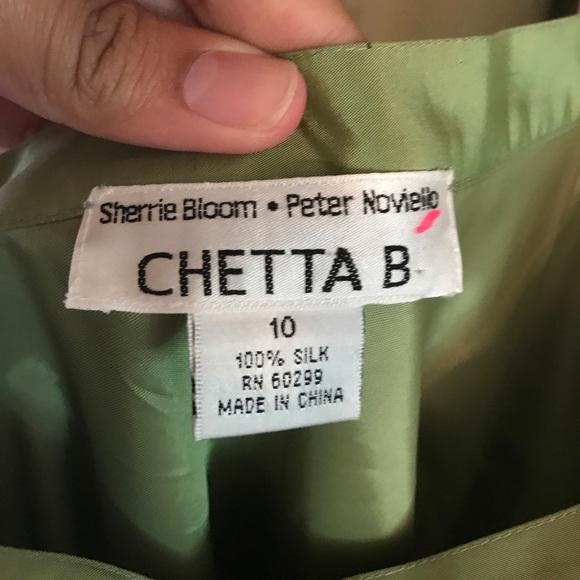 Sherrie Bloom • Peter Noviello
CHETTA B
10
100% SILK
RN 60299
MADE IN CHINA